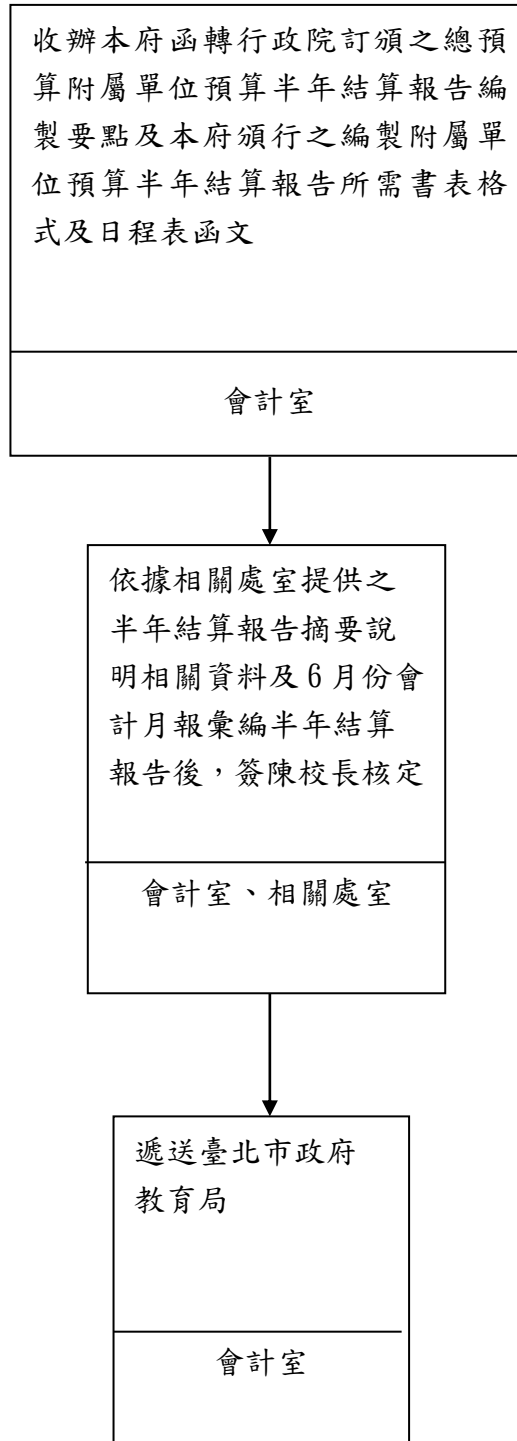 收辦本府函轉行政院訂頒之總預
算附屬單位預算半年結算報告編
製要點及本府頒行之編製附屬單
位預算半年結算報告所需書表格
式及日程表函文
會計室
依據相關處室提供之
半年結算報告摘要說
明相關資料及6月份會
計月報彙編半年結算
報告後，簽陳校長核定
會計室、相關處室
遞送臺北市政府
教育局
會計室